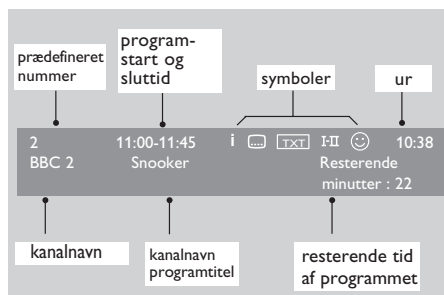 prædefineret
nummer
program-
start og
sluttid
symboler
ur
2 11:00-11:45 i TXT I-II 10:38
BBC 2 Snooker Resterende
minutter : 22
kanalnavn
kanalnavn
programtitel
resterende tid
af programmet